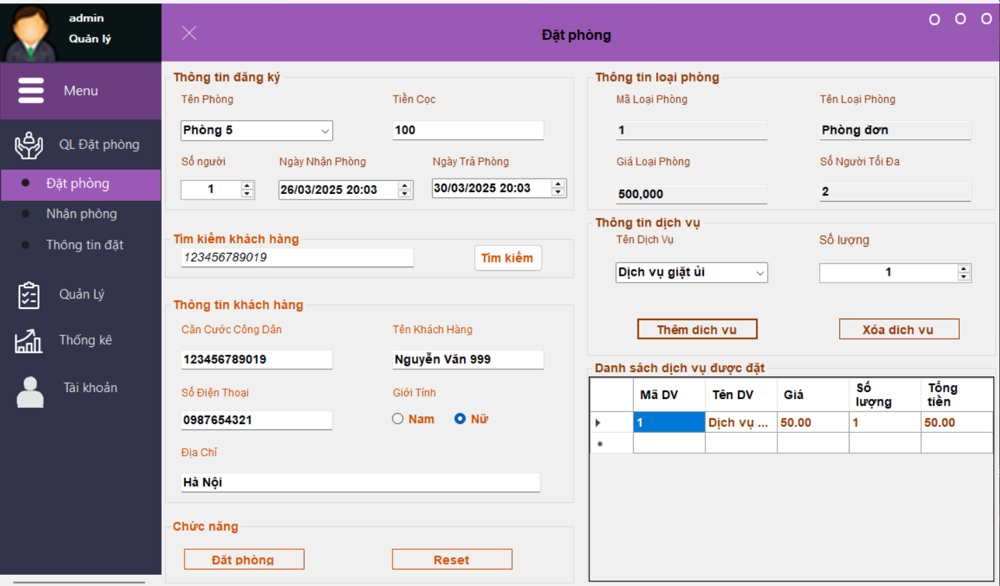 admin
Quản lý
Menu
QL Đặt phòng
Đặt phòng
Nhận phòng
Thông tin đặt
Quản Lý
Thống kê
Tài khoản
Đặt phòng
Thông tin đăng ký
Tên Phòng
Tiền Cọc
Phòng 5
100
Số người
Ngày Nhận Phòng
Ngày Trả Phòng
1
26/03/2025 20:03
30/03/2025 20:03
Tìm kiếm khách hàng
123456789019
Tìm kiếm
Thông tin khách hàng
Căn Cước Công Dân
Tên Khách Hàng
123456789019
Nguyễn Văn 999
Số Điện Thoại
Giới Tính
0987654321
Nam
Nữ
Địa Chỉ
Hà Nội
Chức năng
Đặt phòng
Reset
Thông tin loại phòng
Mã Loại Phòng
Tên Loại Phòng
1
Phòng đơn
Giá Loại Phòng
Số Người Tối Đa
500,000
2
Thông tin dịch vụ
Tên Dịch Vụ
Số lượng
Dịch vụ giặt ủi
1
Thêm dịch vụ
Xóa dịch vụ
Danh sách dịch vụ được đặt
Mã DV
Tên DV
Giá
Số lượng
Tổng tiền
1
Dịch vụ ...
50.00
1
50.00